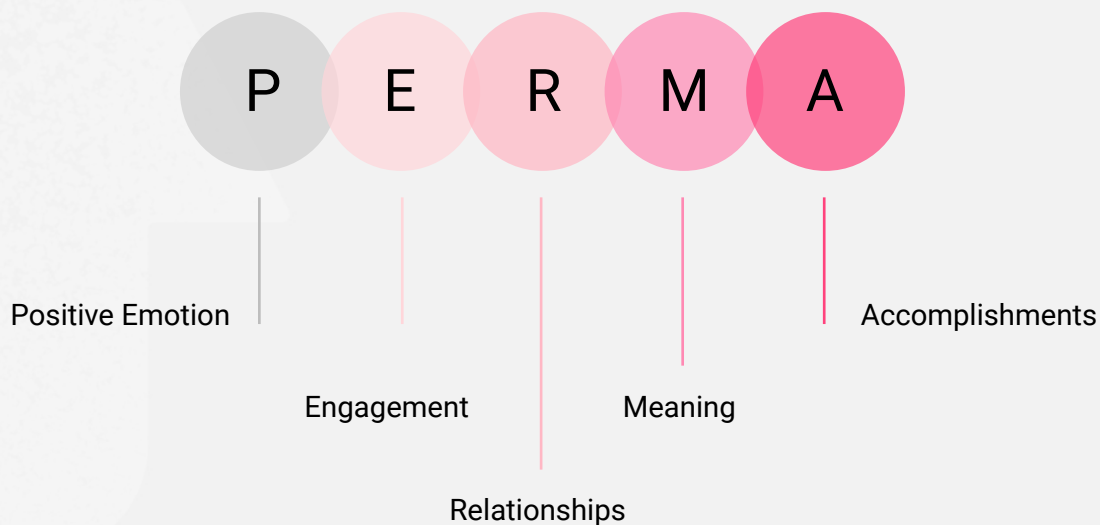 P E R M A
Positive Emotion
Accomplishments
Engagement
Meaning
Relationships